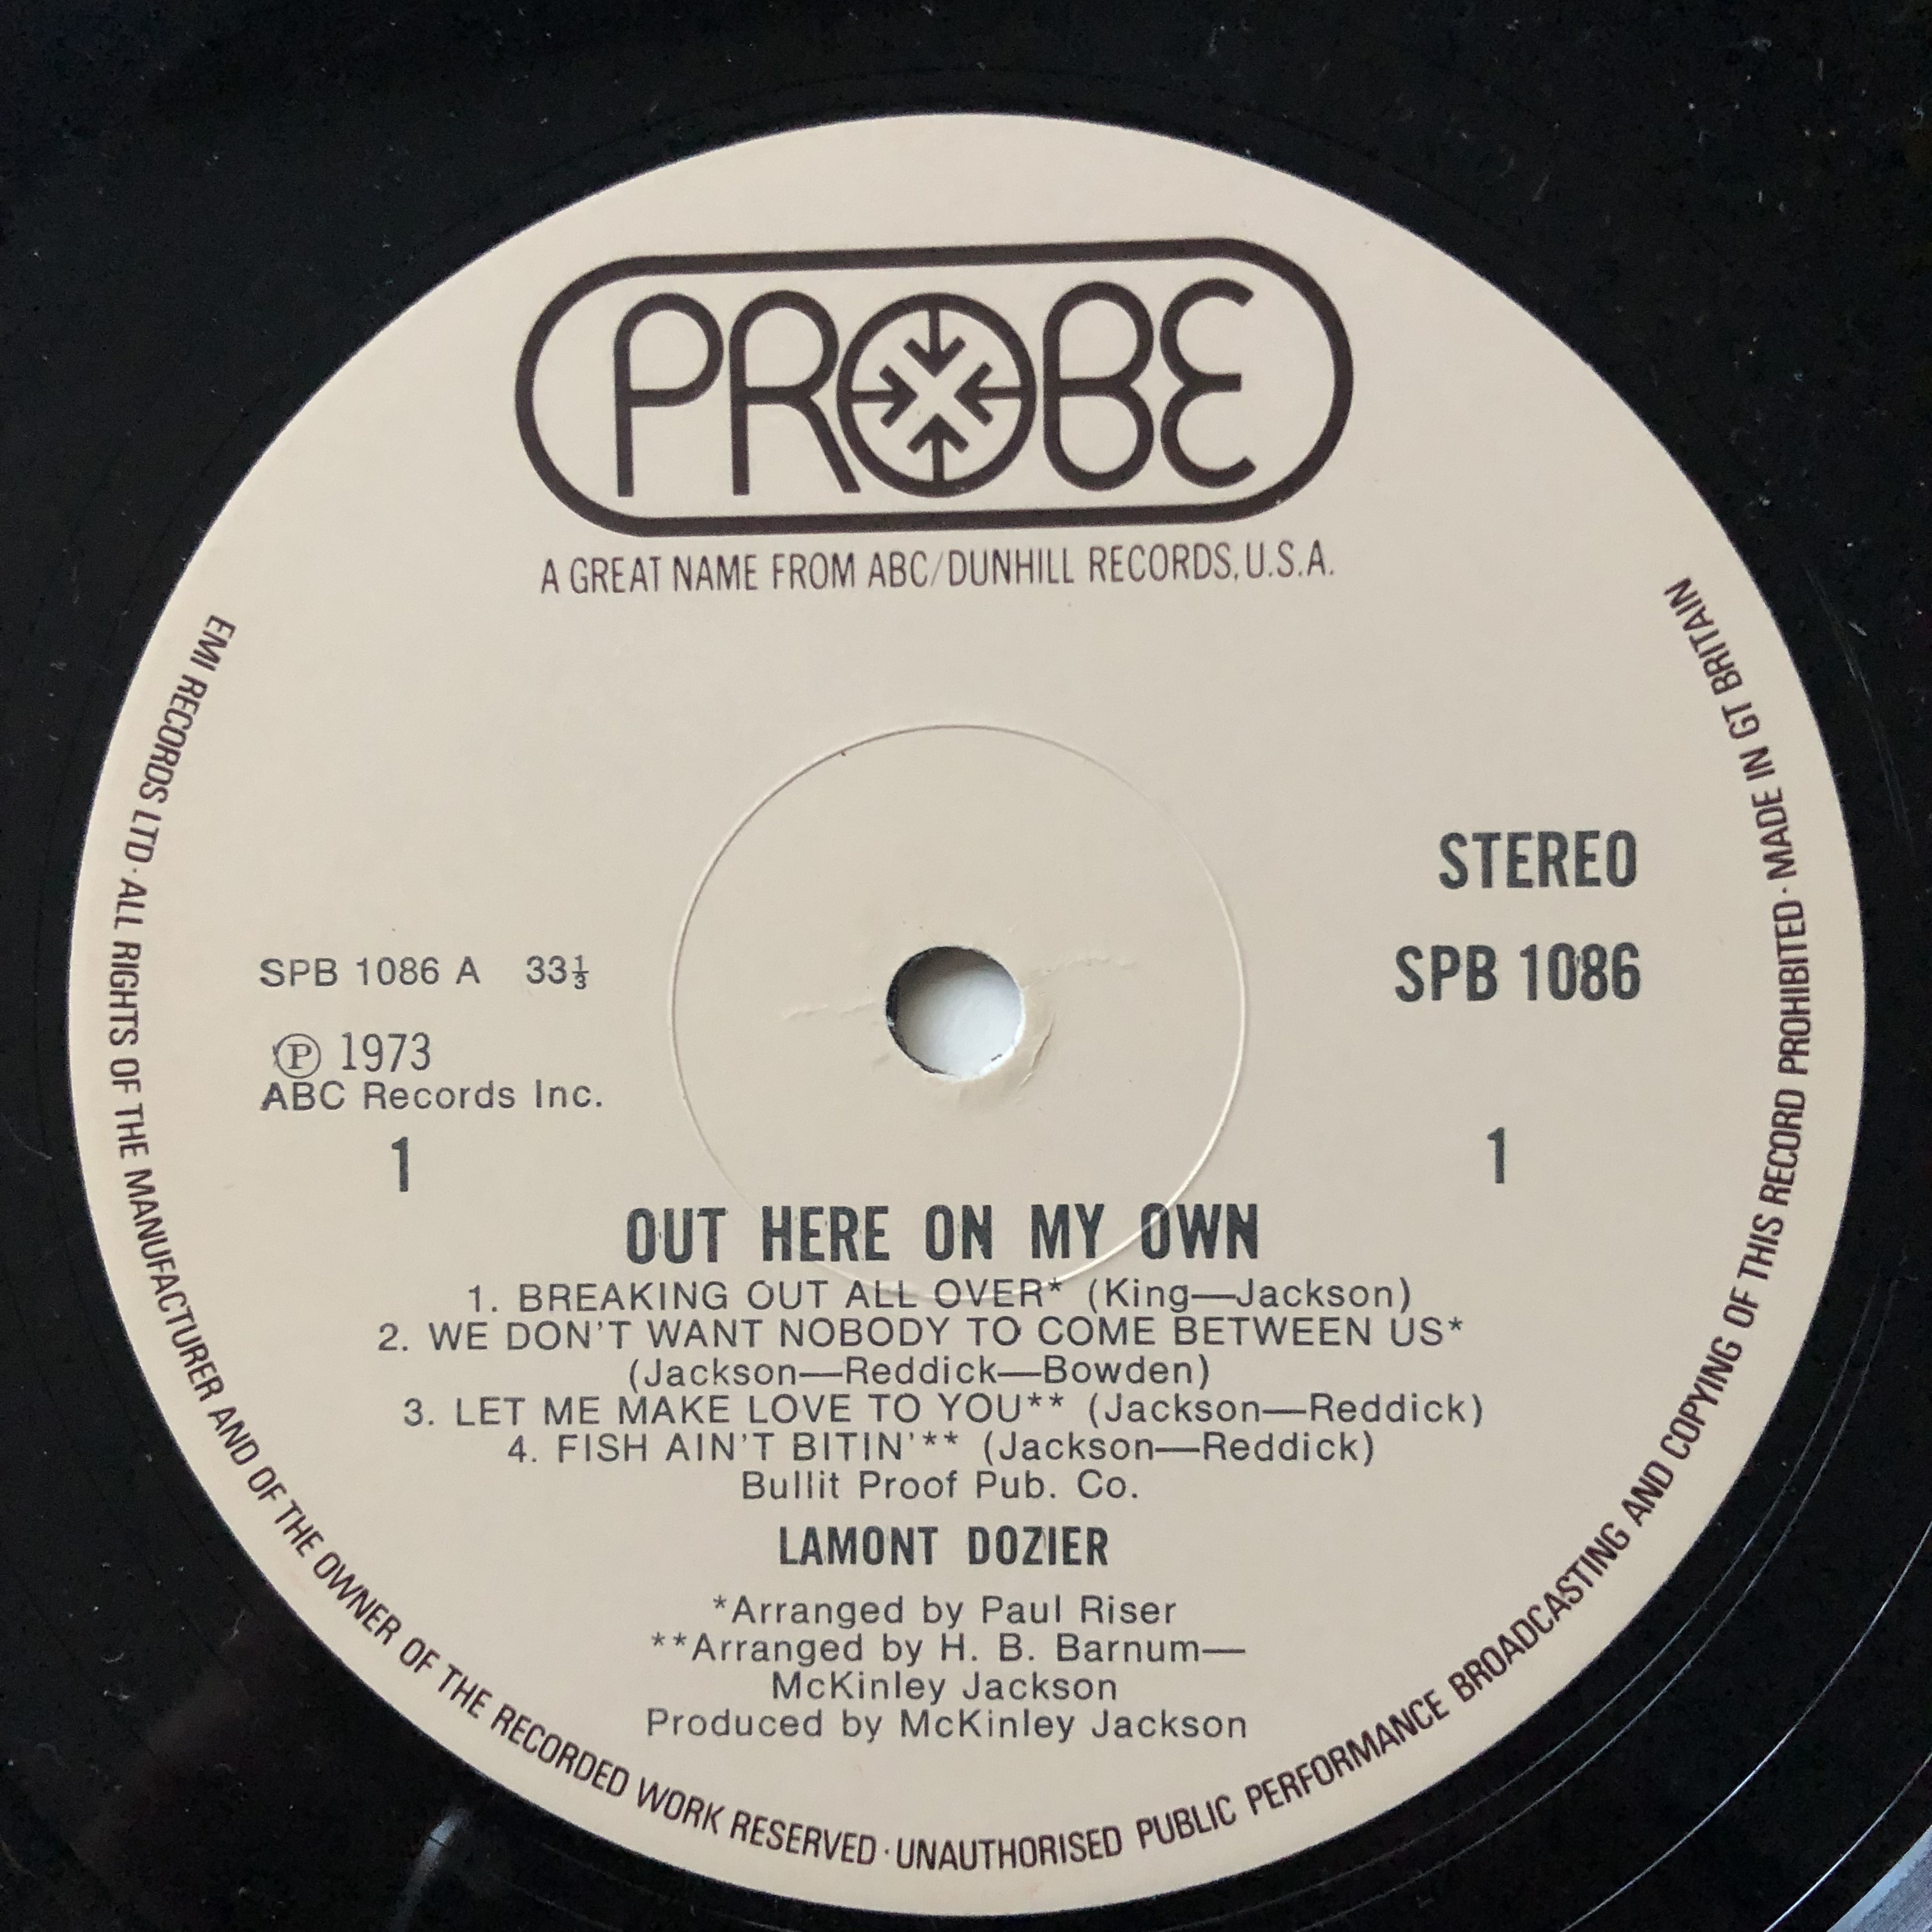 PROBE
A GREAT NAME FROM ABC/DUNHILL RECORDS, U.S.A.
EMI RECORDS LTD · ALL RIGHTS OF THE MANUFACTURER AND OF THE OWNER OF THE RECORDED WORK RESERVED · UNAUTHORISED PUBLIC PERFORMANCE BROADCASTING AND COPYING OF THIS RECORD PROHIBITED · MADE IN GT BRITAIN
STEREO
SPB 1086 A 33⅓
SPB 1086
Ⓟ 1973
ABC Records Inc.
1
1
OUT HERE ON MY OWN
1. BREAKING OUT ALL OVER* (King—Jackson)
2. WE DON'T WANT NOBODY TO COME BETWEEN US*
(Jackson—Reddick—Bowden)
3. LET ME MAKE LOVE TO YOU** (Jackson—Reddick)
4. FISH AIN'T BITIN'** (Jackson—Reddick)
Bullit Proof Pub. Co.
LAMONT DOZIER
*Arranged by Paul Riser
**Arranged by H. B. Barnum—
McKinley Jackson
Produced by McKinley Jackson